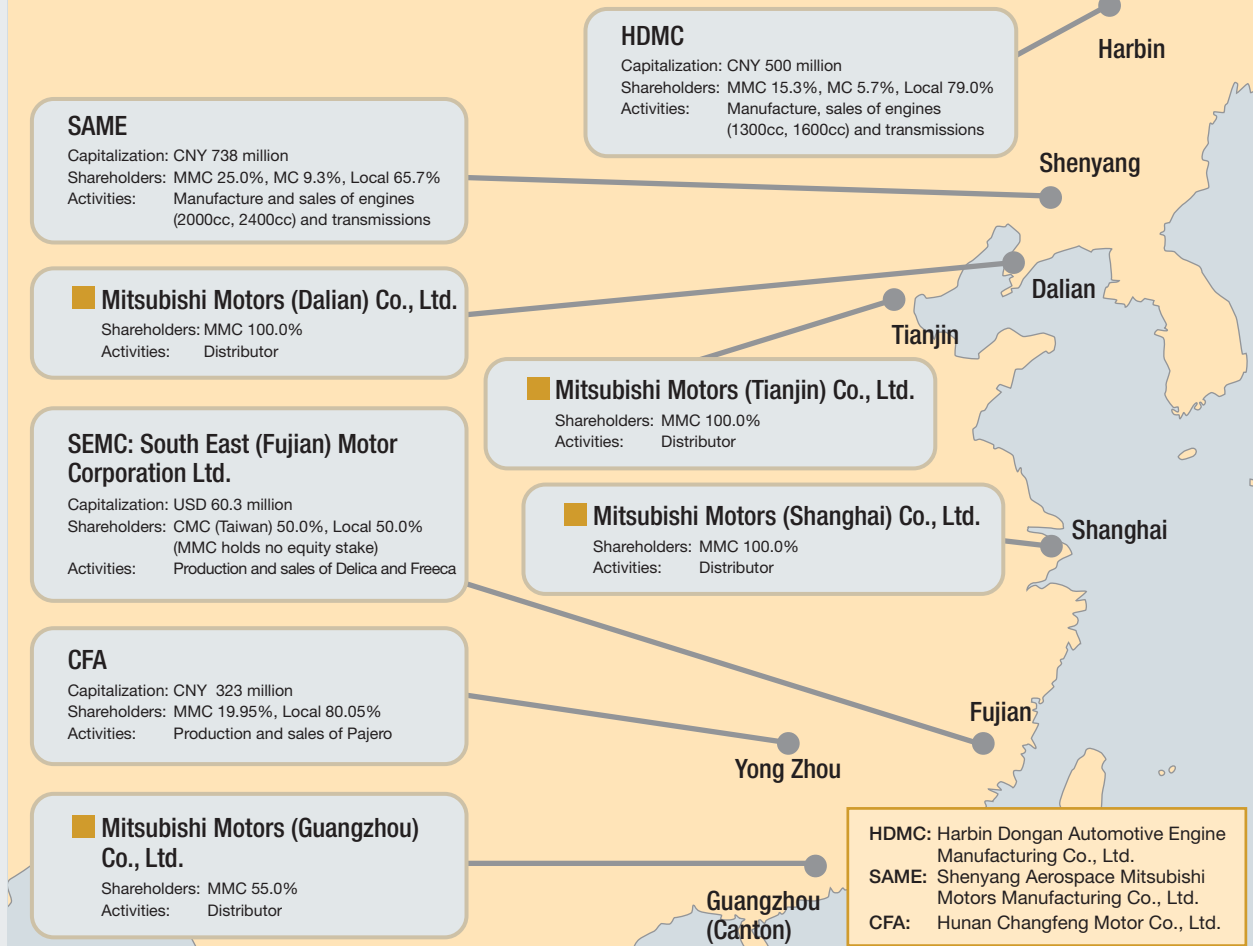 HDMC
Capitalization: CNY 500 million
Shareholders: MMC 15.3%, MC 5.7%, Local 79.0%
Activities: Manufacture, sales of engines
(1300cc, 1600cc) and transmissions
Harbin
SAME
Capitalization: CNY 738 million
Shareholders: MMC 25.0%, MC 9.3%, Local 65.7%
Activities: Manufacture and sales of engines
(2000cc, 2400cc) and transmissions
Shenyang
Mitsubishi Motors (Dalian) Co., Ltd.
Shareholders: MMC 100.0%
Activities: Distributor
Dalian
Tianjin
Mitsubishi Motors (Tianjin) Co., Ltd.
Shareholders: MMC 100.0%
Activities: Distributor
SEMC: South East (Fujian) Motor
Corporation Ltd.
Capitalization: USD 60.3 million
Shareholders: CMC (Taiwan) 50.0%, Local 50.0%
(MMC holds no equity stake)
Activities: Production and sales of Delica and Freeca
Mitsubishi Motors (Shanghai) Co., Ltd.
Shareholders: MMC 100.0%
Activities: Distributor
Shanghai
CFA
Capitalization: CNY 323 million
Shareholders: MMC 19.95%, Local 80.05%
Activities: Production and sales of Pajero
Fujian
Yong Zhou
Mitsubishi Motors (Guangzhou)
Co., Ltd.
Shareholders: MMC 55.0%
Activities: Distributor
Guangzhou
(Canton)
HDMC: Harbin Dongan Automotive Engine
Manufacturing Co., Ltd.
SAME: Shenyang Aerospace Mitsubishi
Motors Manufacturing Co., Ltd.
CFA: Hunan Changfeng Motor Co., Ltd.